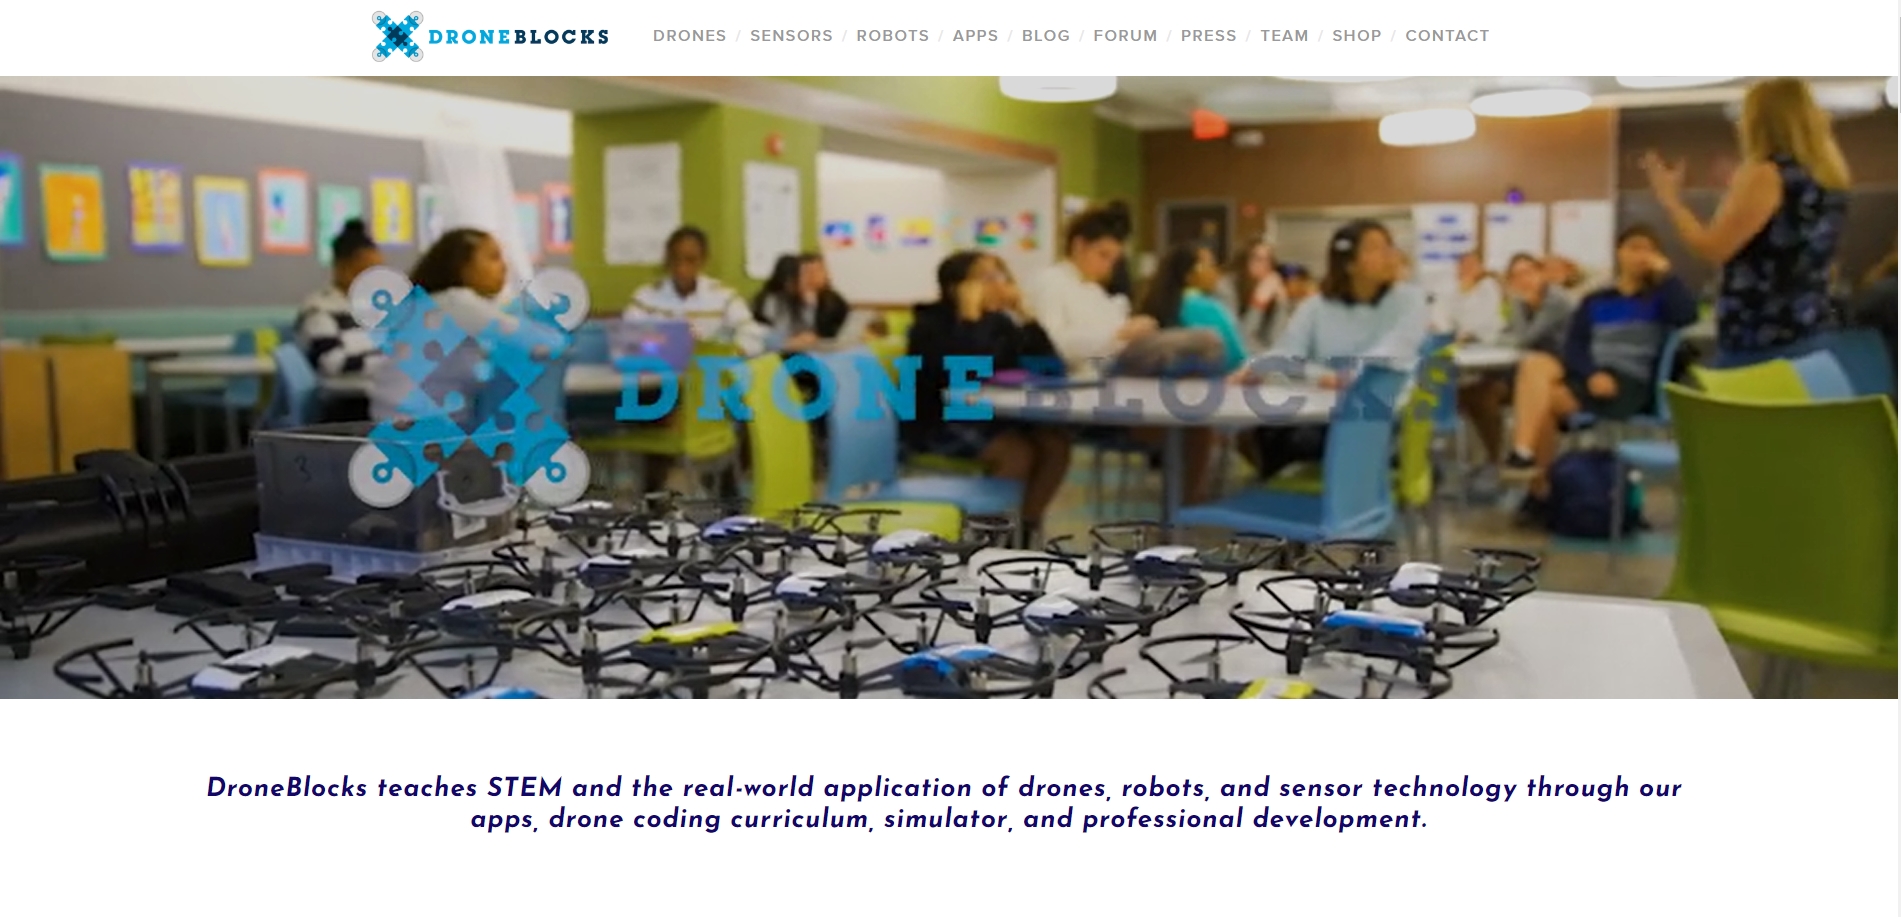 DRONEBLOCKS DRONES / SENSORS / ROBOTS / APPS / BLOG / FORUM / PRESS / TEAM / SHOP / CONTACT
DRONEBLOCKS
3
DroneBlocks teaches STEM and the real-world application of drones, robots, and sensor technology through our
apps, drone coding curriculum, simulator, and professional development.